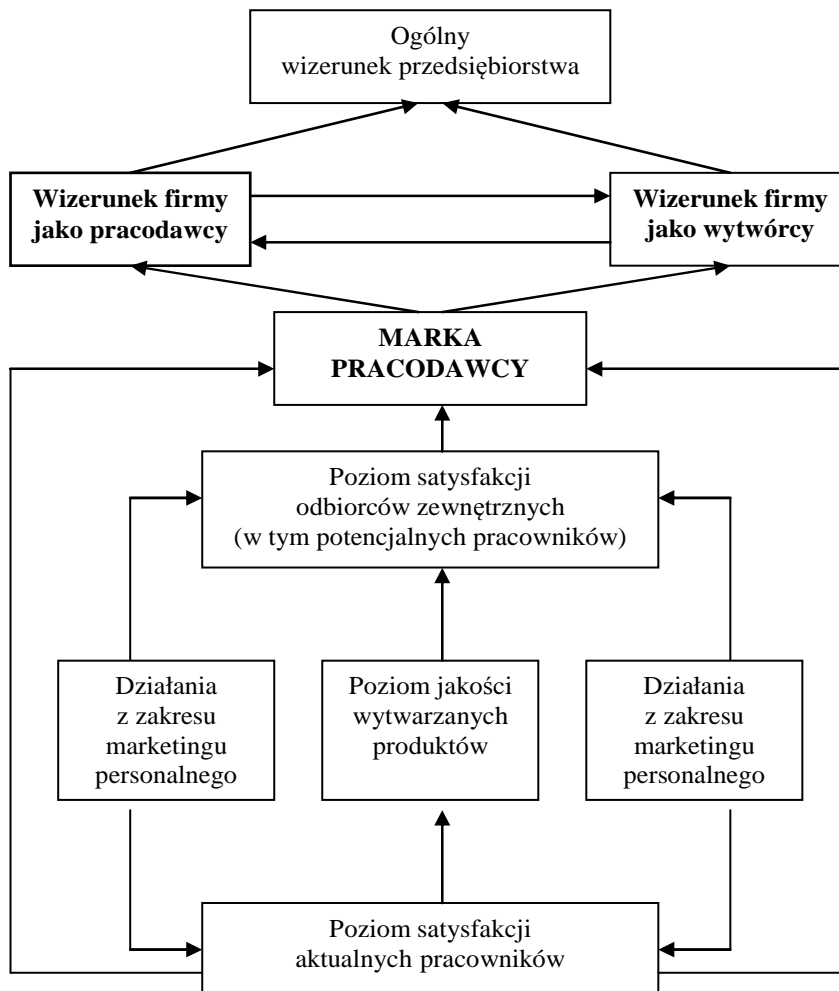 Ogólny
wizerunek przedsiębiorstwa
Wizerunek firmy
jako pracodawcy
Wizerunek firmy
jako wytwórcy
MARKA
PRACODAWCY
Poziom satysfakcji
odbiorców zewnętrznych
(w tym potencjalnych pracowników)
Działania
z zakresu
marketingu
personalnego
Poziom jakości
wytwarzanych
produktów
Działania
z zakresu
marketingu
personalnego
Poziom satysfakcji
aktualnych pracowników